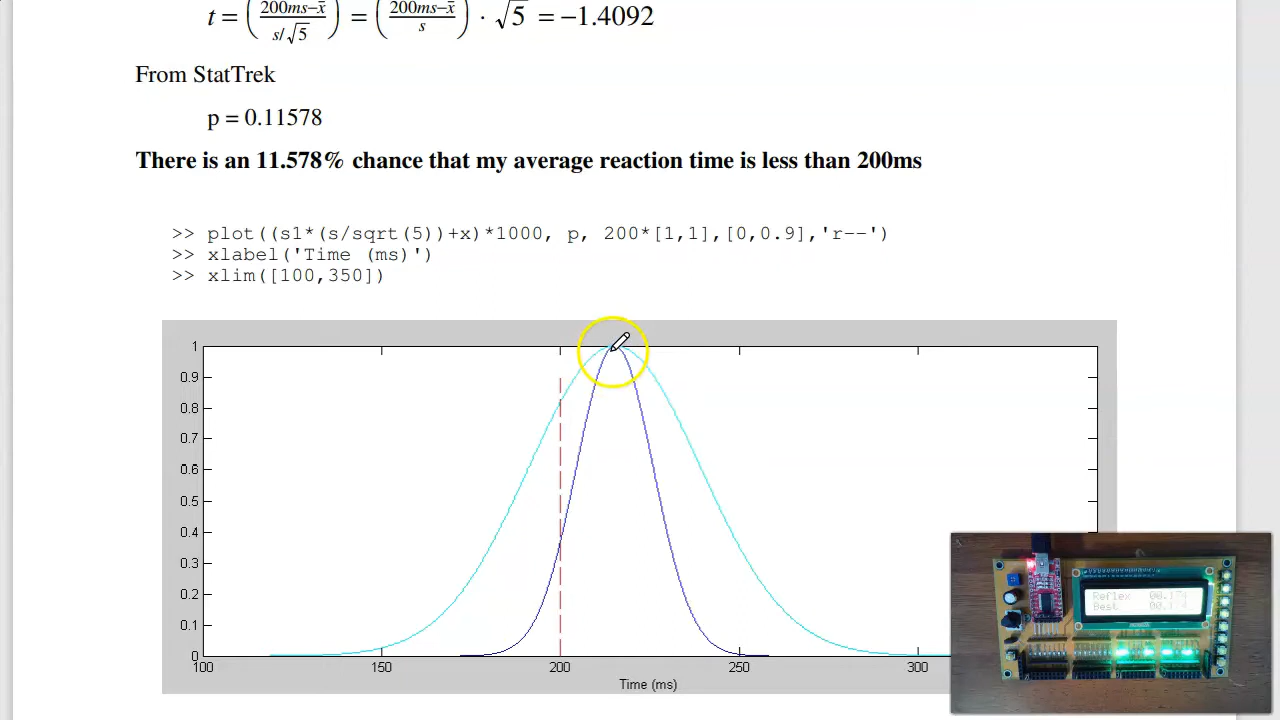 t = (200ms−x̄ / s/√5) = (200ms−x̄ / s) · √5 = −1.4092
From StatTrek
p = 0.11578
There is an 11.578% chance that my average reaction time is less than 200ms
>> plot((s1*(s/sqrt(5))+x)*1000, p, 200*[1,1],[0,0.9],'r--')
>> xlabel('Time (ms)')
>> xlim([100,350])
1
0.9
0.8
0.7
0.6
0.5
0.4
0.3
0.2
0.1
0
100 150 200 250 300
Time (ms)
Reflex 00.174
Best